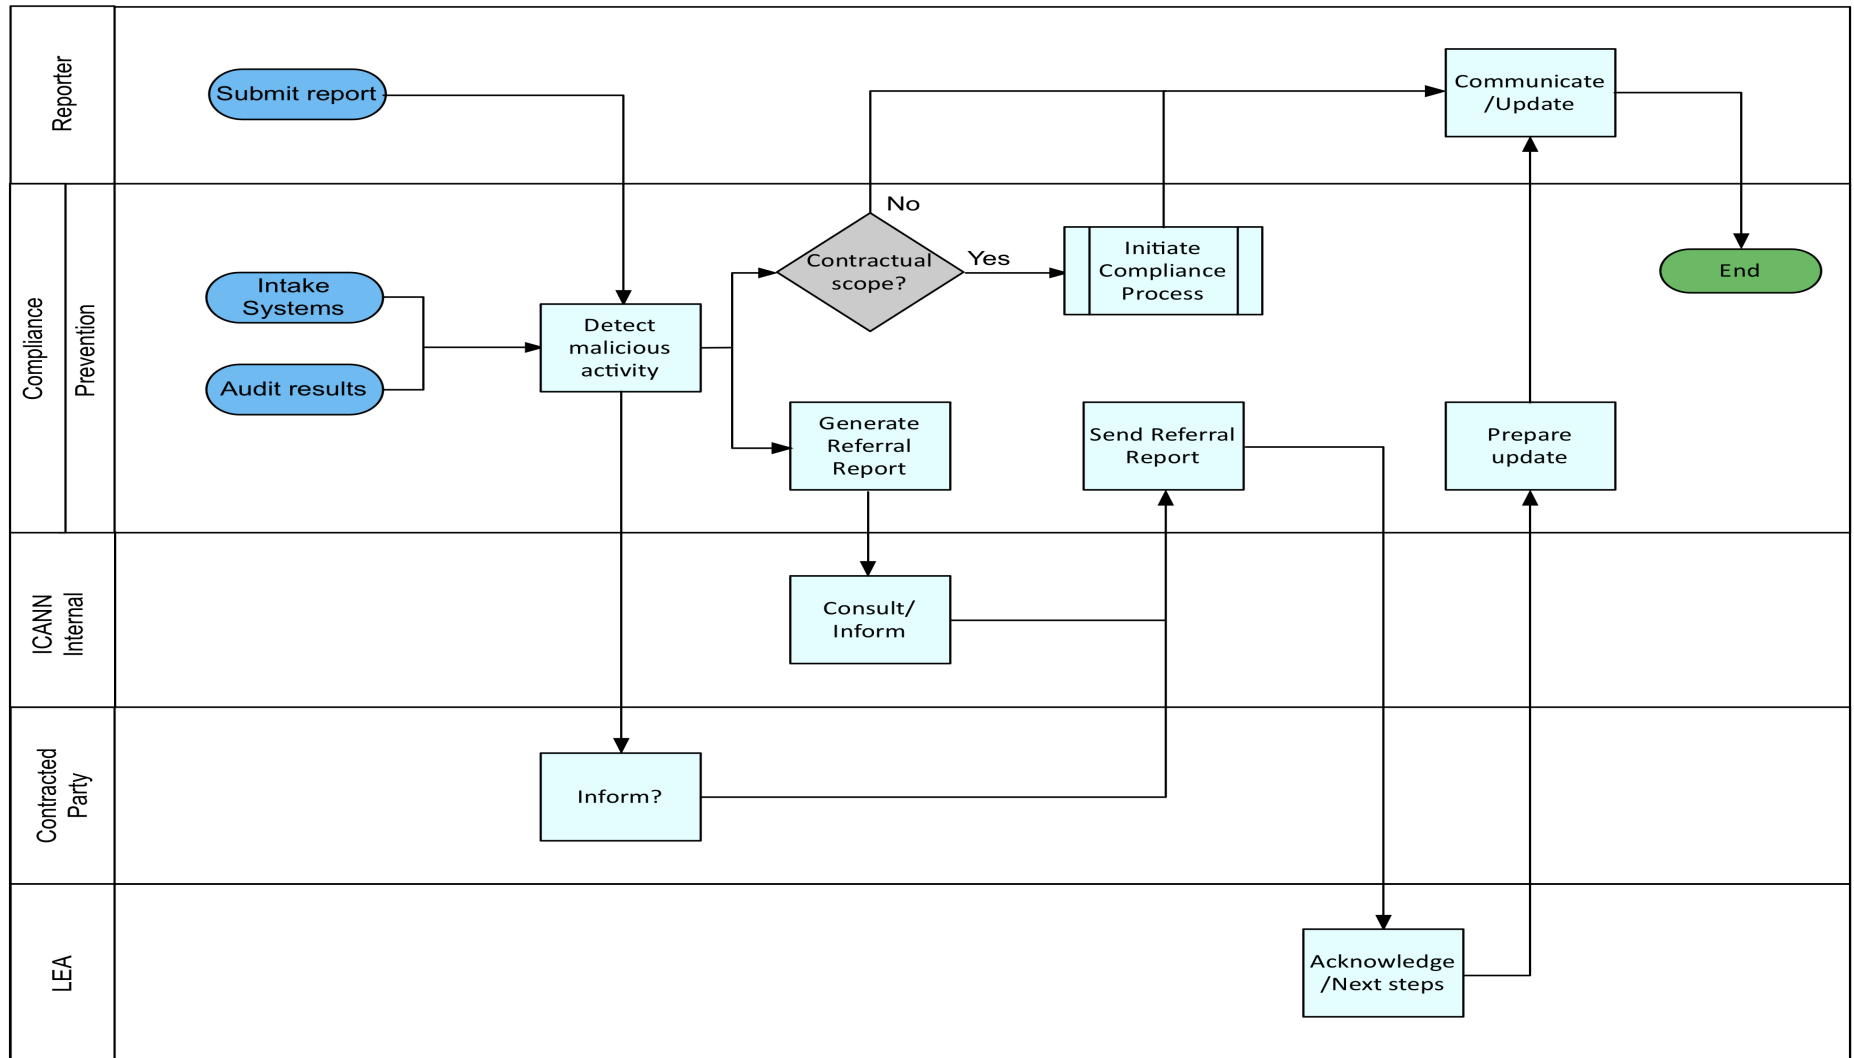 Reporter
Submit report
Communicate
/Update
Compliance
Prevention
No
Contractual
scope?
Yes
Initiate
Compliance
Process
End
Intake
Systems
Detect
malicious
activity
Audit results
Generate
Referral
Report
Send Referral
Report
Prepare
update
ICANN
Internal
Consult/
Inform
Contracted
Party
Inform?
LEA
Acknowledge
/Next steps